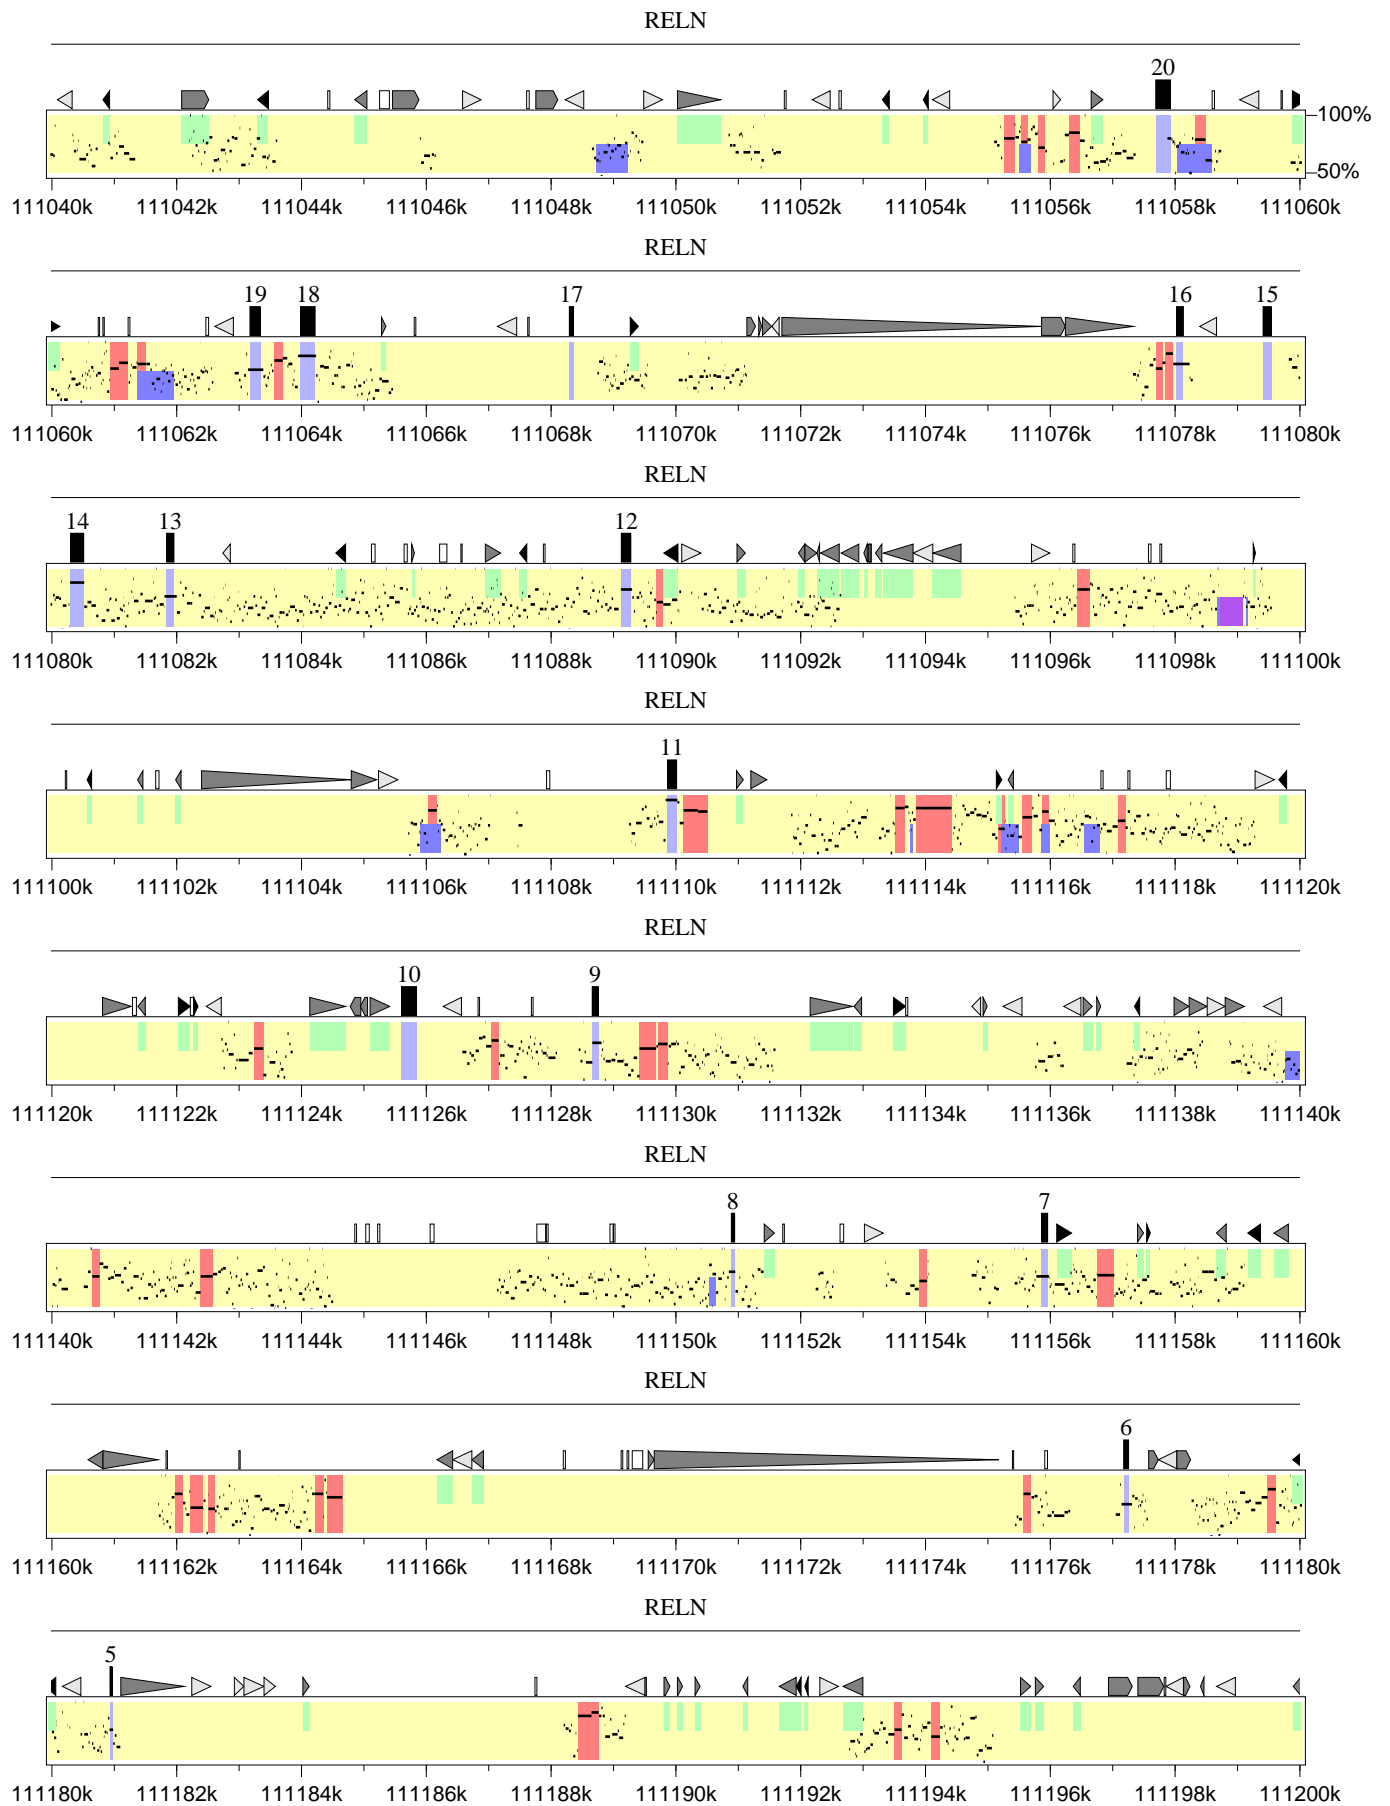 RELN
20
100%
50%
111040k 111042k 111044k 111046k 111048k 111050k 111052k 111054k 111056k 111058k 111060k
RELN
19 18 17 16 15
111060k 111062k 111064k 111066k 111068k 111070k 111072k 111074k 111076k 111078k 111080k
RELN
14 13 12
111080k 111082k 111084k 111086k 111088k 111090k 111092k 111094k 111096k 111098k 111100k
RELN
11
111100k 111102k 111104k 111106k 111108k 111110k 111112k 111114k 111116k 111118k 111120k
RELN
10 9
111120k 111122k 111124k 111126k 111128k 111130k 111132k 111134k 111136k 111138k 111140k
RELN
8 7
111140k 111142k 111144k 111146k 111148k 111150k 111152k 111154k 111156k 111158k 111160k
RELN
6
111160k 111162k 111164k 111166k 111168k 111170k 111172k 111174k 111176k 111178k 111180k
RELN
5
111180k 111182k 111184k 111186k 111188k 111190k 111192k 111194k 111196k 111198k 111200k